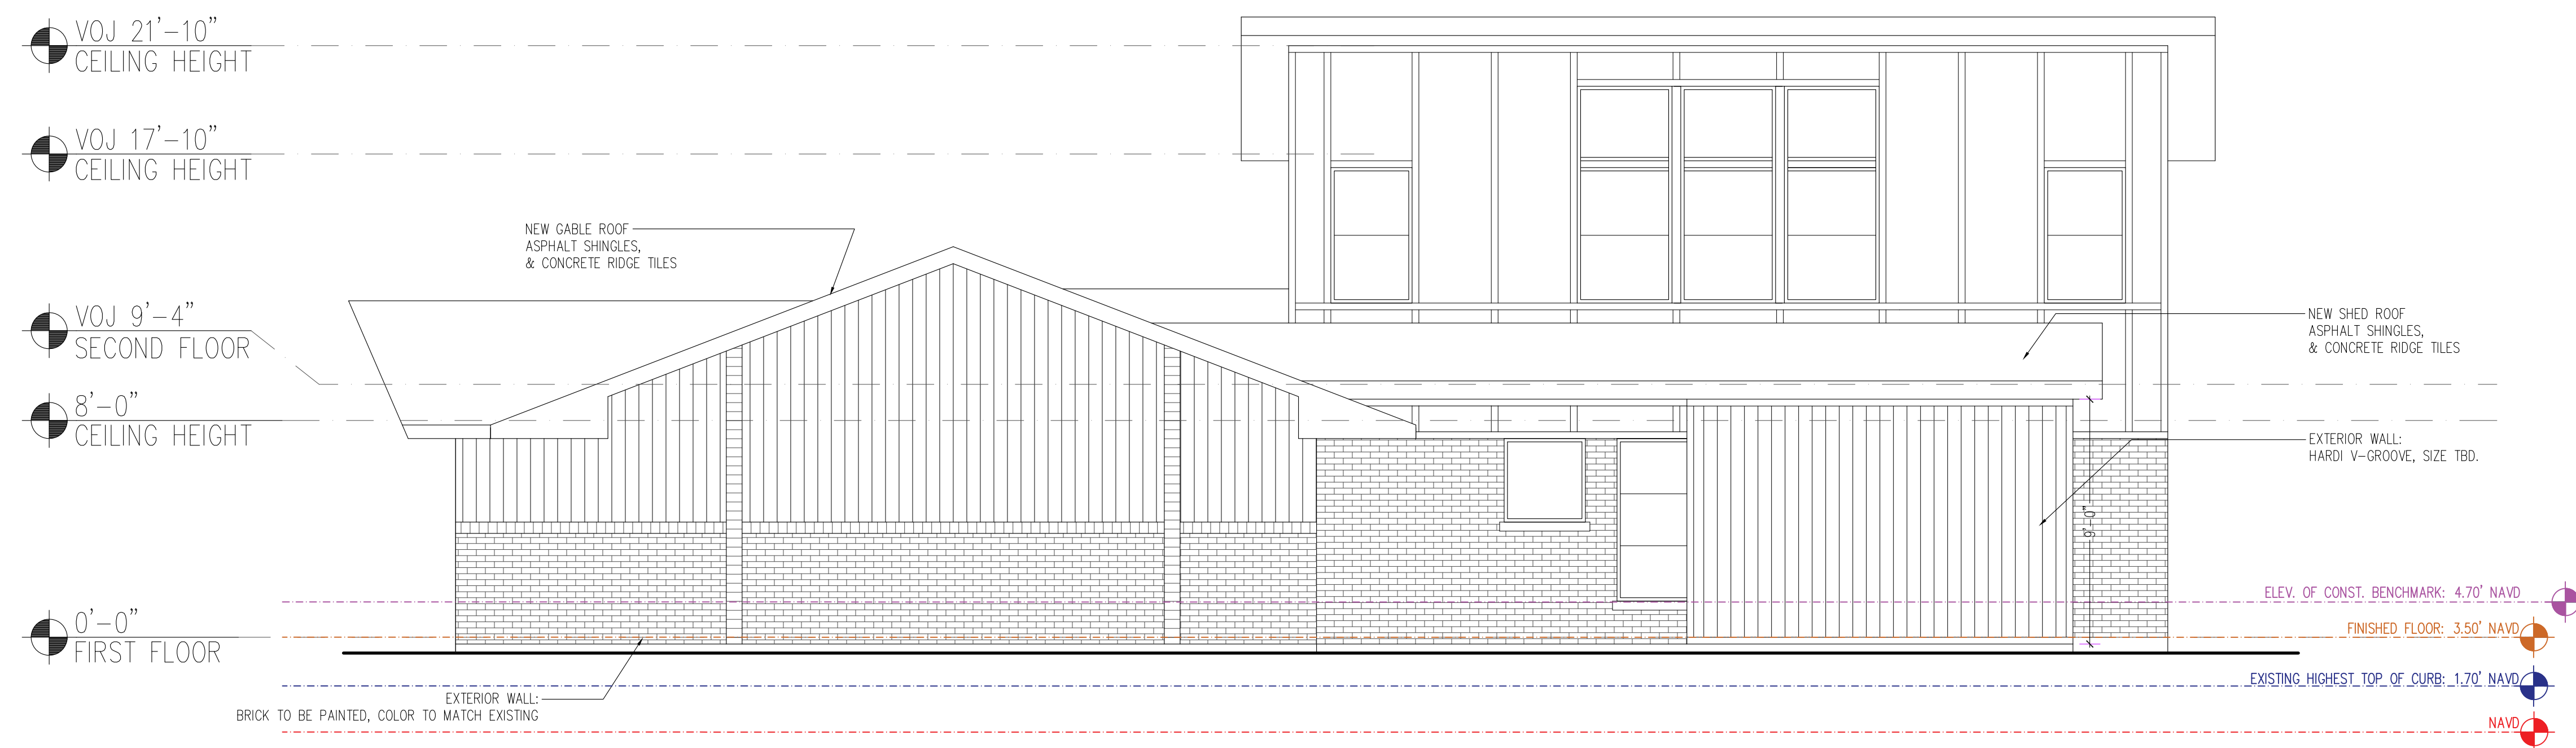 VOJ 21'-10"
CEILING HEIGHT
VOJ 17'-10"
CEILING HEIGHT
NEW GABLE ROOF
ASPHALT SHINGLES,
& CONCRETE RIDGE TILES
VOJ 9'-4"
SECOND FLOOR
NEW SHED ROOF
ASPHALT SHINGLES,
& CONCRETE RIDGE TILES
8'-0"
CEILING HEIGHT
EXTERIOR WALL:
HARDI V-GROOVE, SIZE TBD.
9'-0"
ELEV. OF CONST. BENCHMARK: 4.70' NAVD
0'-0"
FIRST FLOOR
FINISHED FLOOR: 3.50' NAVD
EXISTING HIGHEST TOP OF CURB: 1.70' NAVD
EXTERIOR WALL:
BRICK TO BE PAINTED, COLOR TO MATCH EXISTING
NAVD